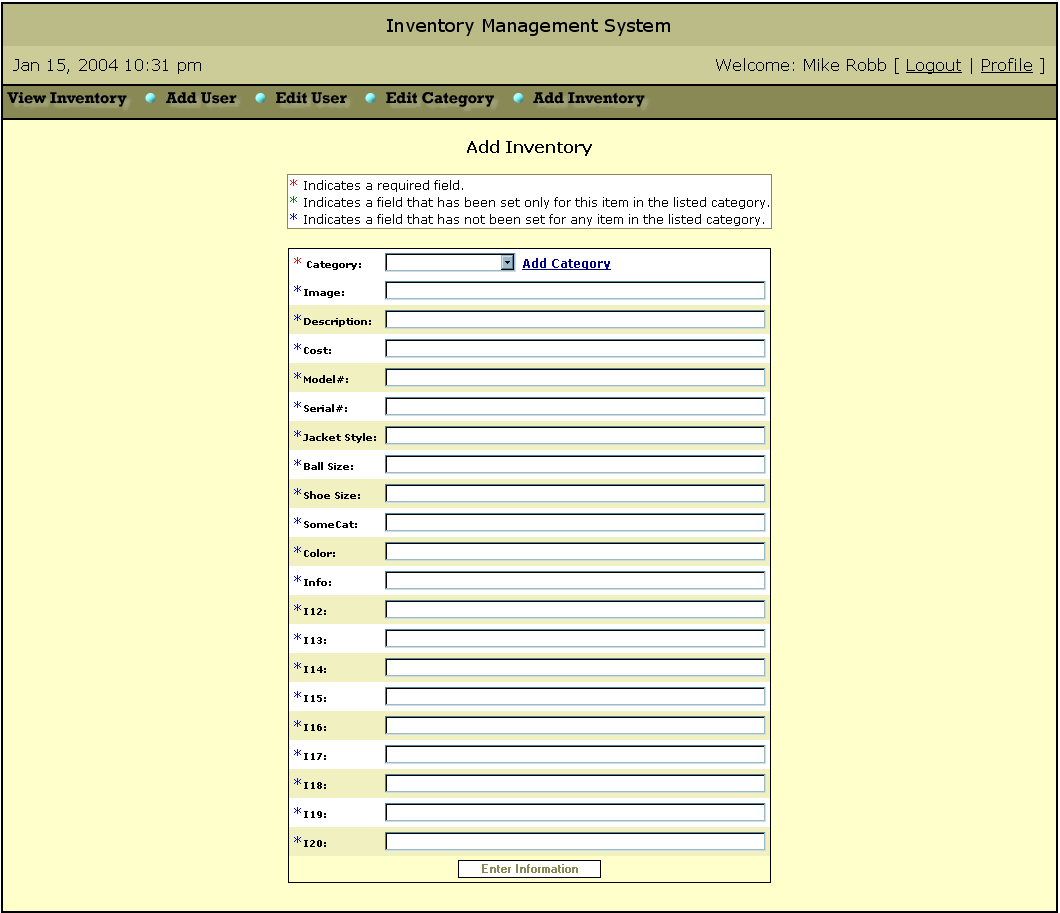 Inventory Management System
Jan 15, 2004 10:31 pm Welcome: Mike Robb [ Logout | Profile ]
View Inventory Add User Edit User Edit Category Add Inventory
Add Inventory
* Indicates a required field.
* Indicates a field that has been set only for this item in the listed category.
* Indicates a field that has not been set for any item in the listed category.
* Category: Add Category
*Image:
*Description:
*Cost:
*Model#:
*Serial#:
*Jacket Style:
*Ball Size:
*Shoe Size:
*SomeCat:
*Color:
*Info:
*I12:
*I13:
*I14:
*I15:
*I16:
*I17:
*I18:
*I19:
*I20:
Enter Information